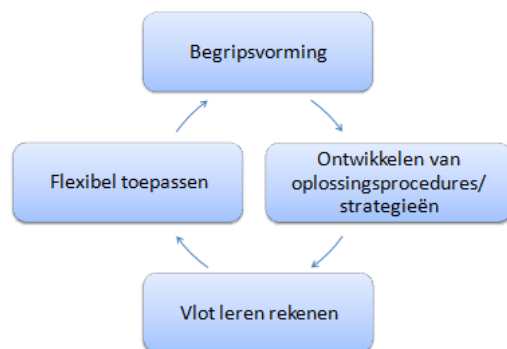 Begripsvorming
Flexibel toepassen
Ontwikkelen van
oplossingsprocedures/
strategieën
Vlot leren rekenen